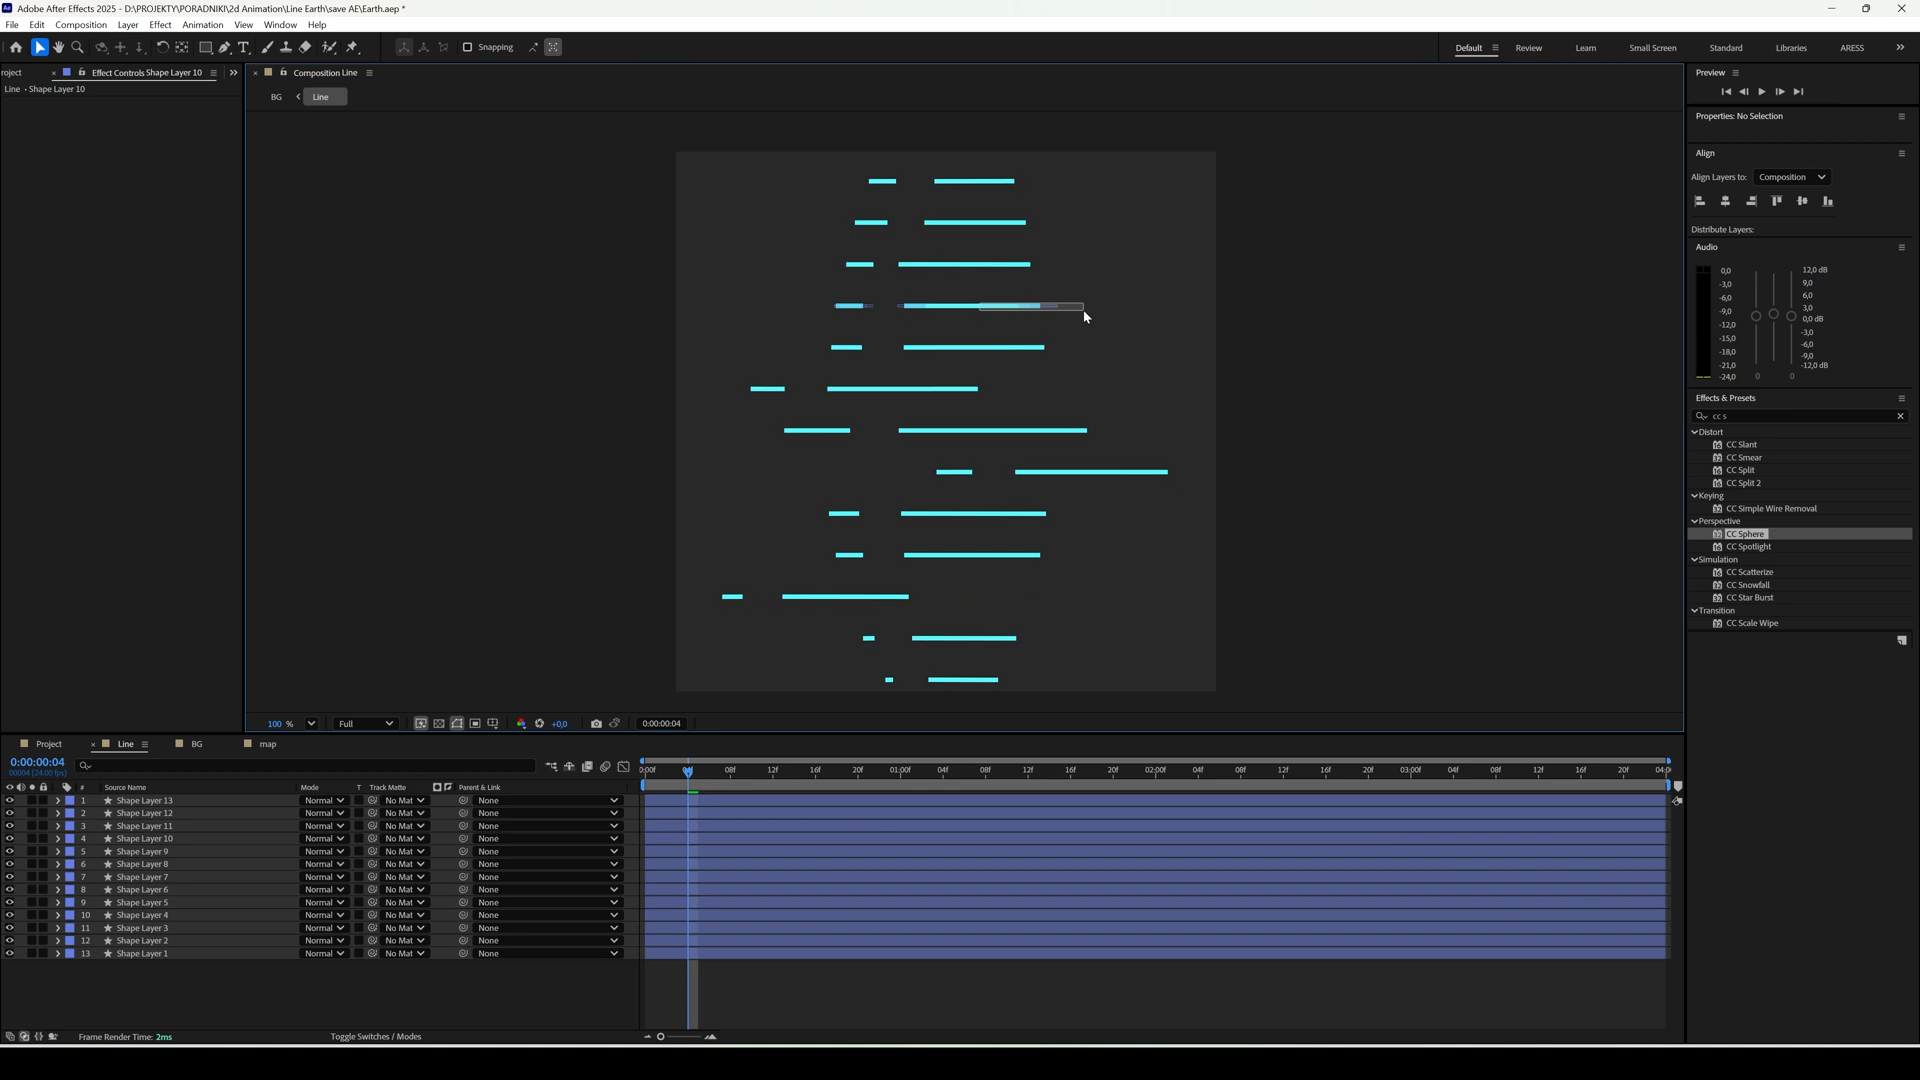 Adobe After Effects 2025 - D:\PROJEKTY\PORADNIKI\2d Animation\Line Earth\save AE\Earth.aep *
File Edit Composition Layer Effect Animation View Window Help
Snapping
Default Review Learn Small Screen Standard Libraries ARESS
roject Effect Controls Shape Layer 10
Line • Shape Layer 10
Composition Line
BG Line
Preview
Properties: No Selection
Align
Align Layers to: Composition
Distribute Layers:
Audio
0,0 12,0 dB
-3,0 9,0
-6,0 6,0
-9,0 3,0
-12,0 0,0 dB
-15,0 -3,0
-18,0 -6,0
-21,0 -9,0
-24,0 0 0 -12,0 dB
Effects & Presets
cc s
Distort
CC Slant
CC Smear
CC Split
CC Split 2
Keying
CC Simple Wire Removal
Perspective
CC Sphere
CC Spotlight
Simulation
CC Scatterize
CC Snowfall
CC Star Burst
Transition
CC Scale Wipe
100 % Full +0,0 0:00:00:04
Project Line BG map
0:00:00:04
00004 (24.00 fps)
# Source Name Mode T Track Matte Parent & Link
0:00f 04f 08f 12f 16f 20f 01:00f 04f 08f 12f 16f 20f 02:00f 04f 08f 12f 16f 20f 03:00f 04f 08f 12f 16f 20f 04:0
1 Shape Layer 13 Normal No Mat None
2 Shape Layer 12 Normal No Mat None
3 Shape Layer 11 Normal No Mat None
4 Shape Layer 10 Normal No Mat None
5 Shape Layer 9 Normal No Mat None
6 Shape Layer 8 Normal No Mat None
7 Shape Layer 7 Normal No Mat None
8 Shape Layer 6 Normal No Mat None
9 Shape Layer 5 Normal No Mat None
10 Shape Layer 4 Normal No Mat None
11 Shape Layer 3 Normal No Mat None
12 Shape Layer 2 Normal No Mat None
13 Shape Layer 1 Normal No Mat None
Frame Render Time: 2ms Toggle Switches / Modes